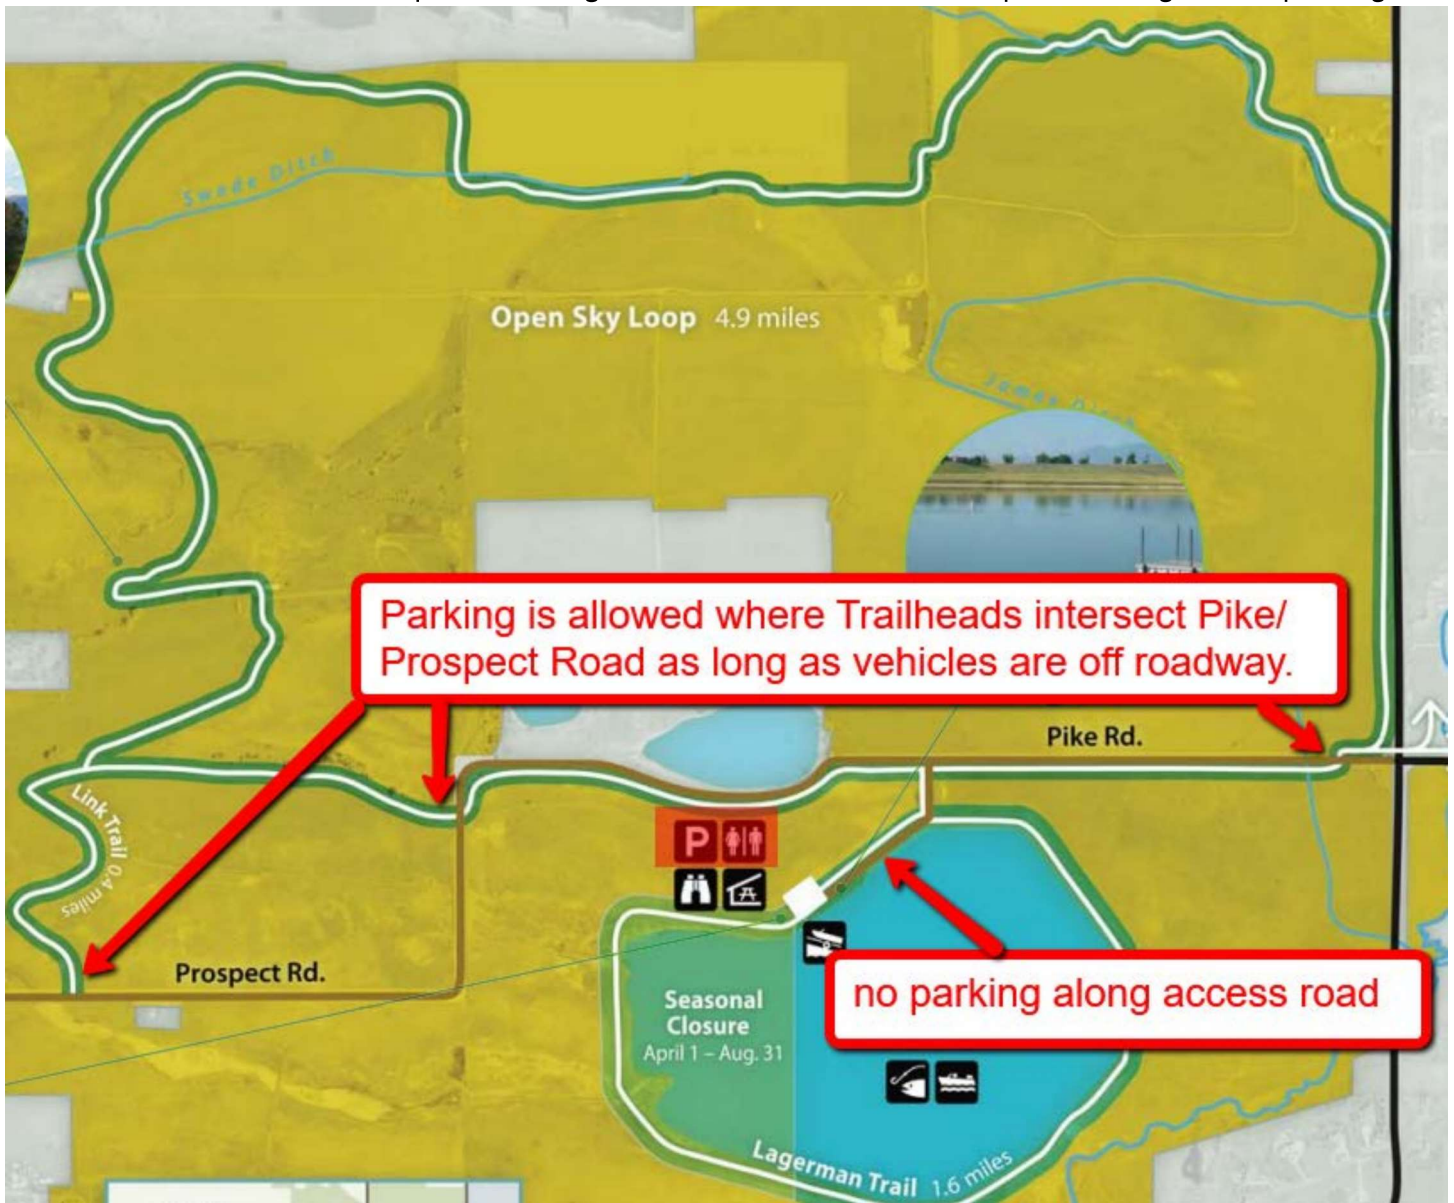 Swede Ditch
Open Sky Loop 4.9 miles
James Ditch
Parking is allowed where Trailheads intersect Pike/
Prospect Road as long as vehicles are off roadway.
Pike Rd.
Link Trail 0.4 miles
P
Prospect Rd.
no parking along access road
Seasonal
Closure
April 1 – Aug. 31
Lagerman Trail 1.6 miles